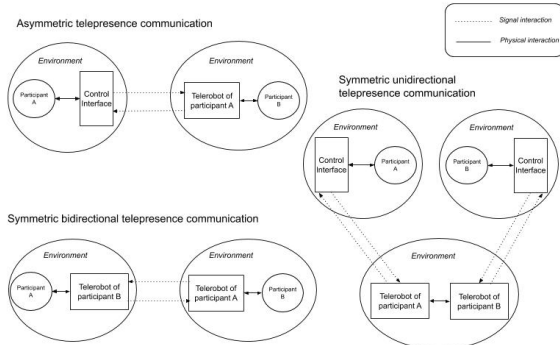 Asymmetric telepresence communication
Environment
Participant
A
Control
Interface
Environment
Telerobot of
participant A
Participant
B
Signal interaction
Physical interaction
Symmetric unidirectional
telepresence communication
Environment
Control
Interface
Participant
A
Environment
Participant
B
Control
Interface
Environment
Telerobot of
participant A
Telerobot of
participant B
Symmetric bidirectional telepresence communication
Environment
Participant
A
Telerobot of
participant B
Environment
Telerobot of
participant A
Participant
B